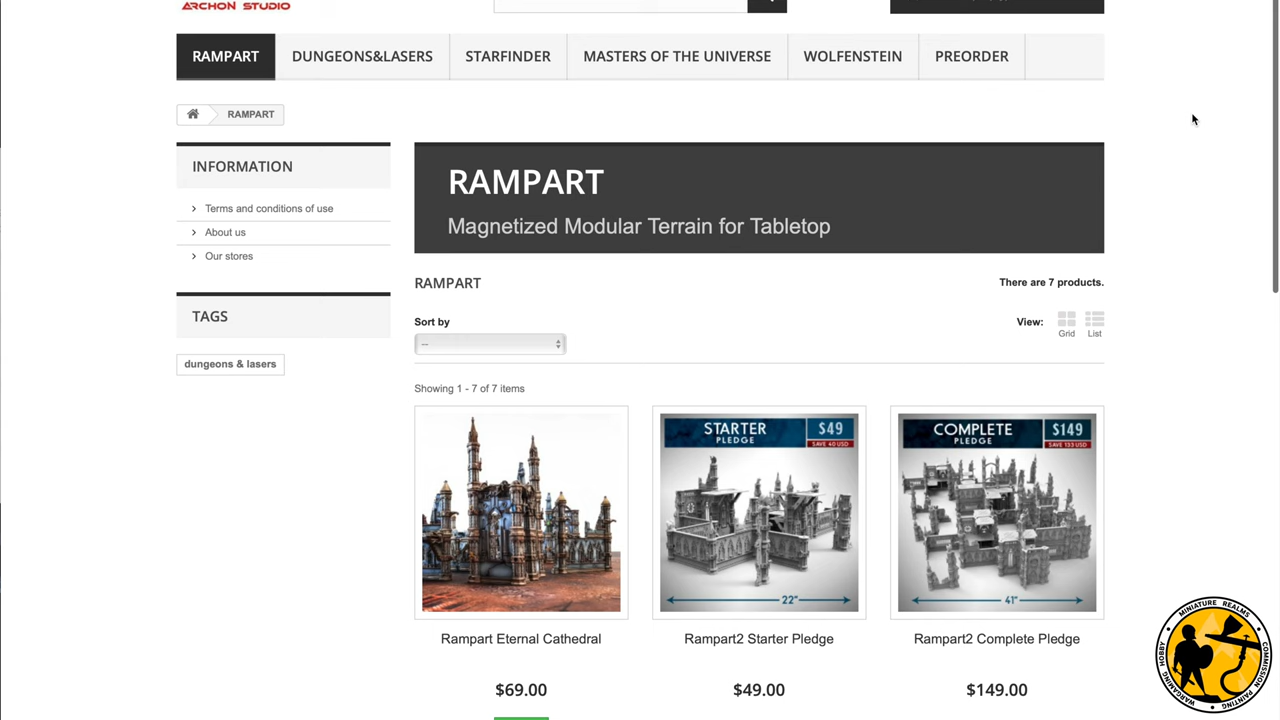 ARCHON STUDIO
RAMPART
DUNGEONS&LASERS
STARFINDER
MASTERS OF THE UNIVERSE
WOLFENSTEIN
PREORDER
RAMPART
INFORMATION
Terms and conditions of use
About us
Our stores
TAGS
dungeons & lasers
RAMPART
Magnetized Modular Terrain for Tabletop
RAMPART
There are 7 products.
Sort by
--
View:
Grid
List
Showing 1 - 7 of 7 items
STARTER
PLEDGE
$49
SAVE 40 USD
22"
COMPLETE
PLEDGE
$149
SAVE 133 USD
41"
Rampart Eternal Cathedral
Rampart2 Starter Pledge
Rampart2 Complete Pledge
$69.00
$49.00
$149.00
MINIATURE REALMS
WARGAMING HOBBY
COMMISSION PAINTING